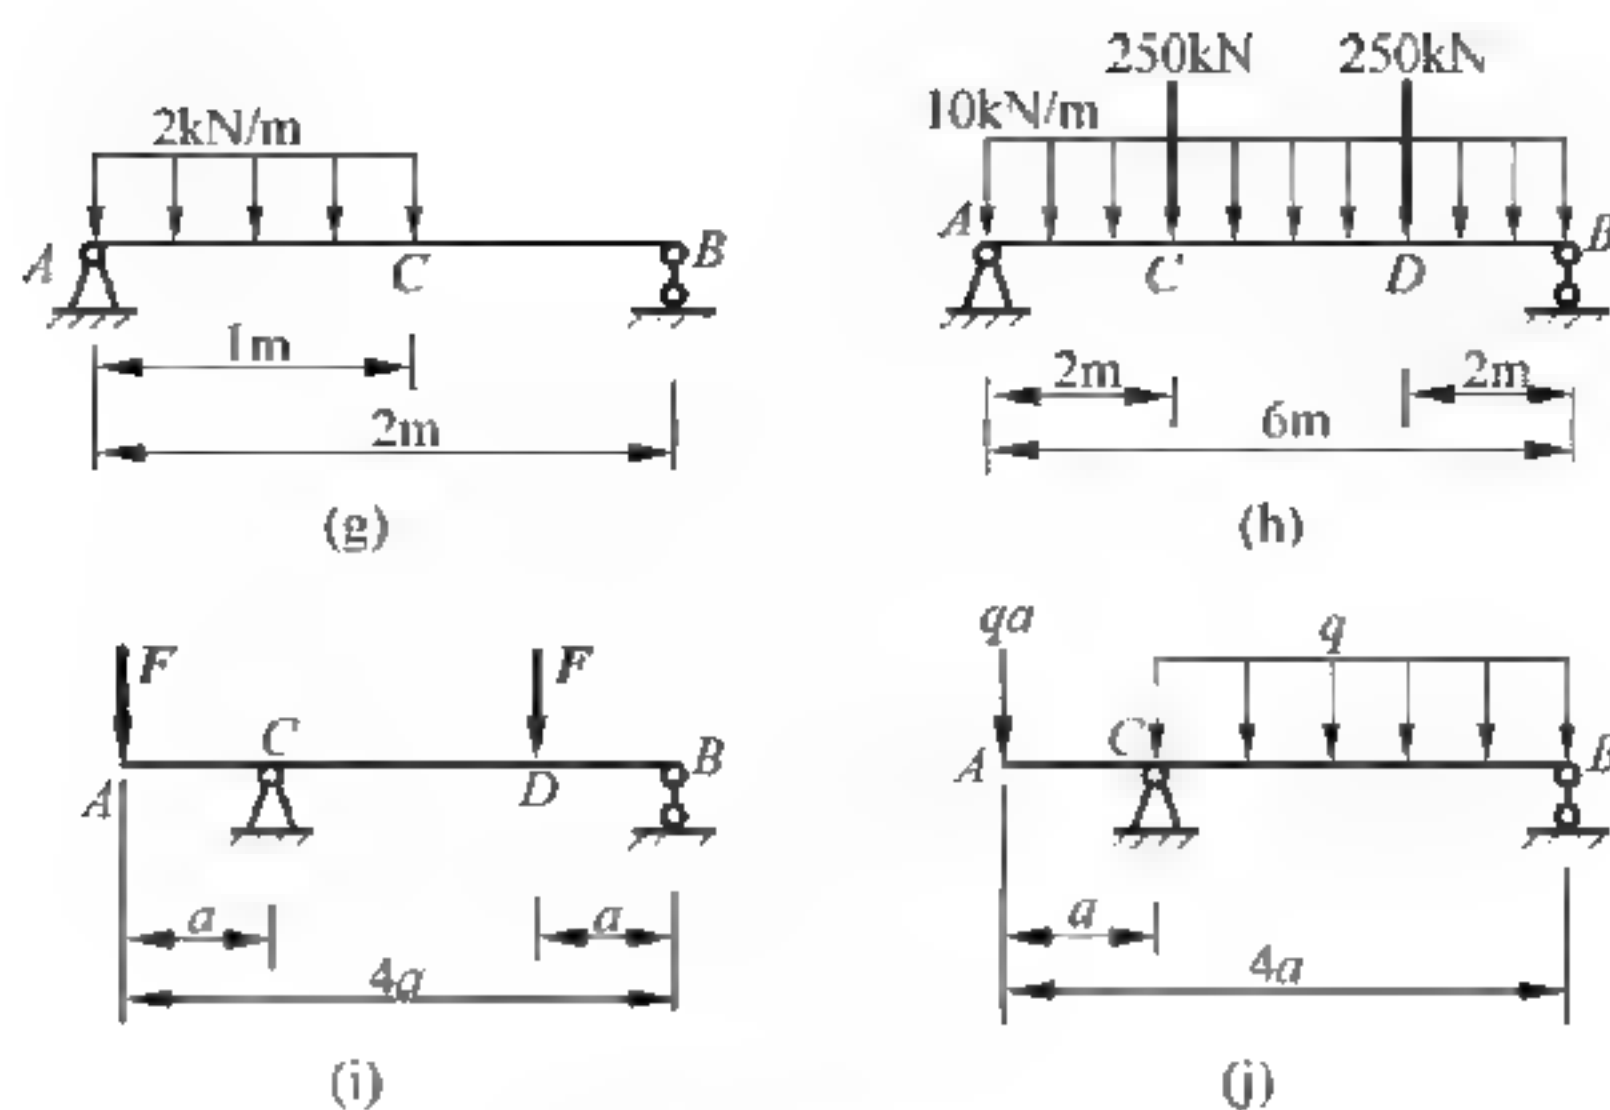 250kN 250kN
2kN/m 10kN/m
A C B A C D B
1m 2m 2m
2m 6m
(g) (h)
F F qa q
C B C B
A D A
a a a
4a 4a
(i) (j)